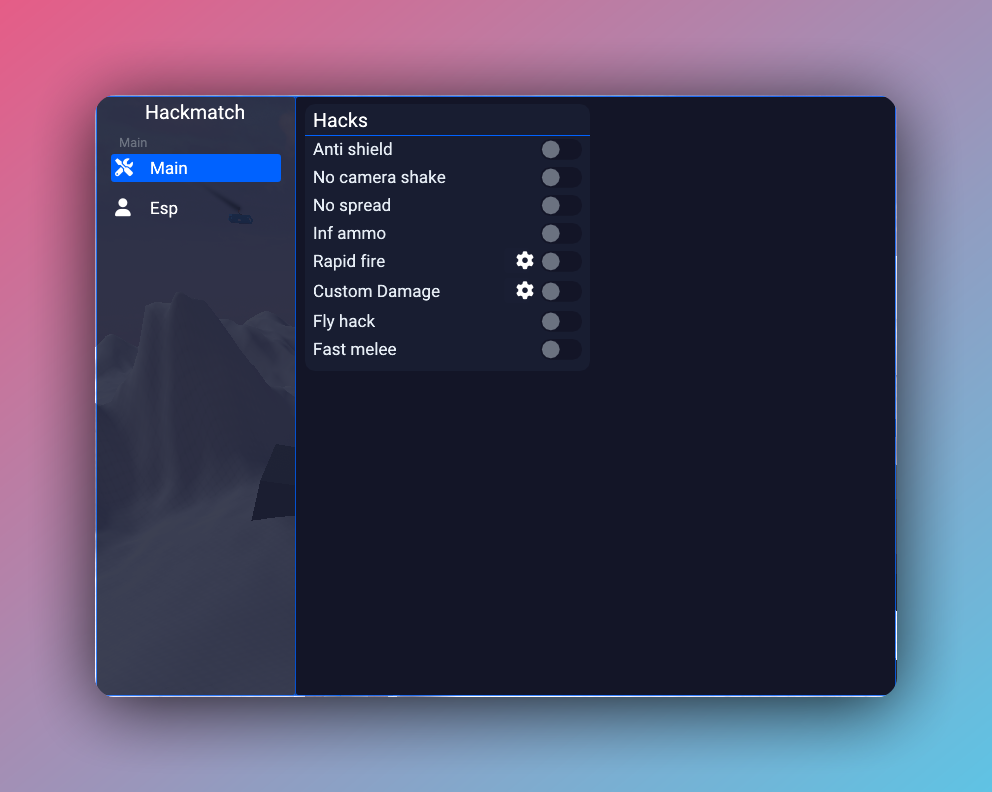 Hackmatch
Main
Main
Esp
Hacks
Anti shield
No camera shake
No spread
Inf ammo
Rapid fire
Custom Damage
Fly hack
Fast melee